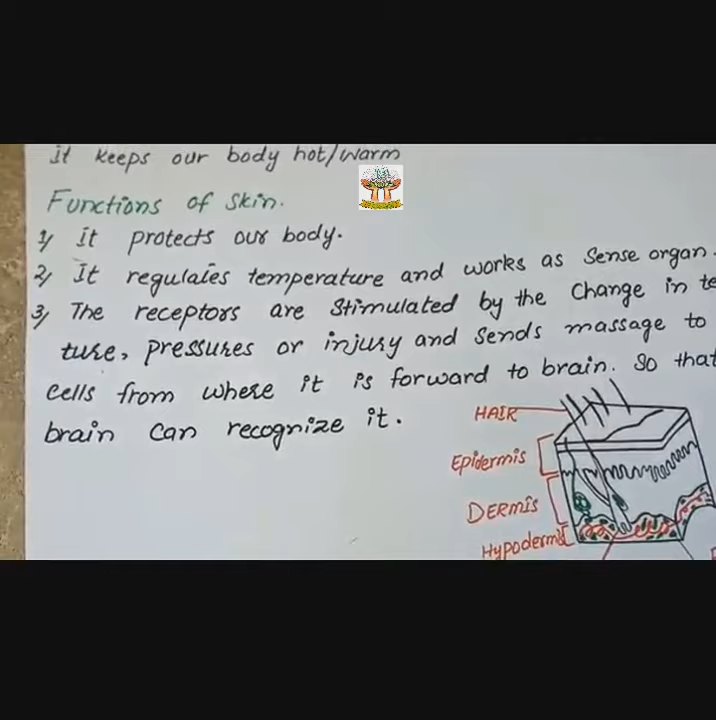 it keeps our body hot/warm
Functions of skin.
1) It protects our body.
2) It regulates temperature and works as sense organ.
3) The receptors are stimulated by the change in te
ture, pressures or injury and sends massage to
cells from where it is forward to brain. So that
brain can recognize it.
HAIR
Epidermis
DERMIS
Hypodermis